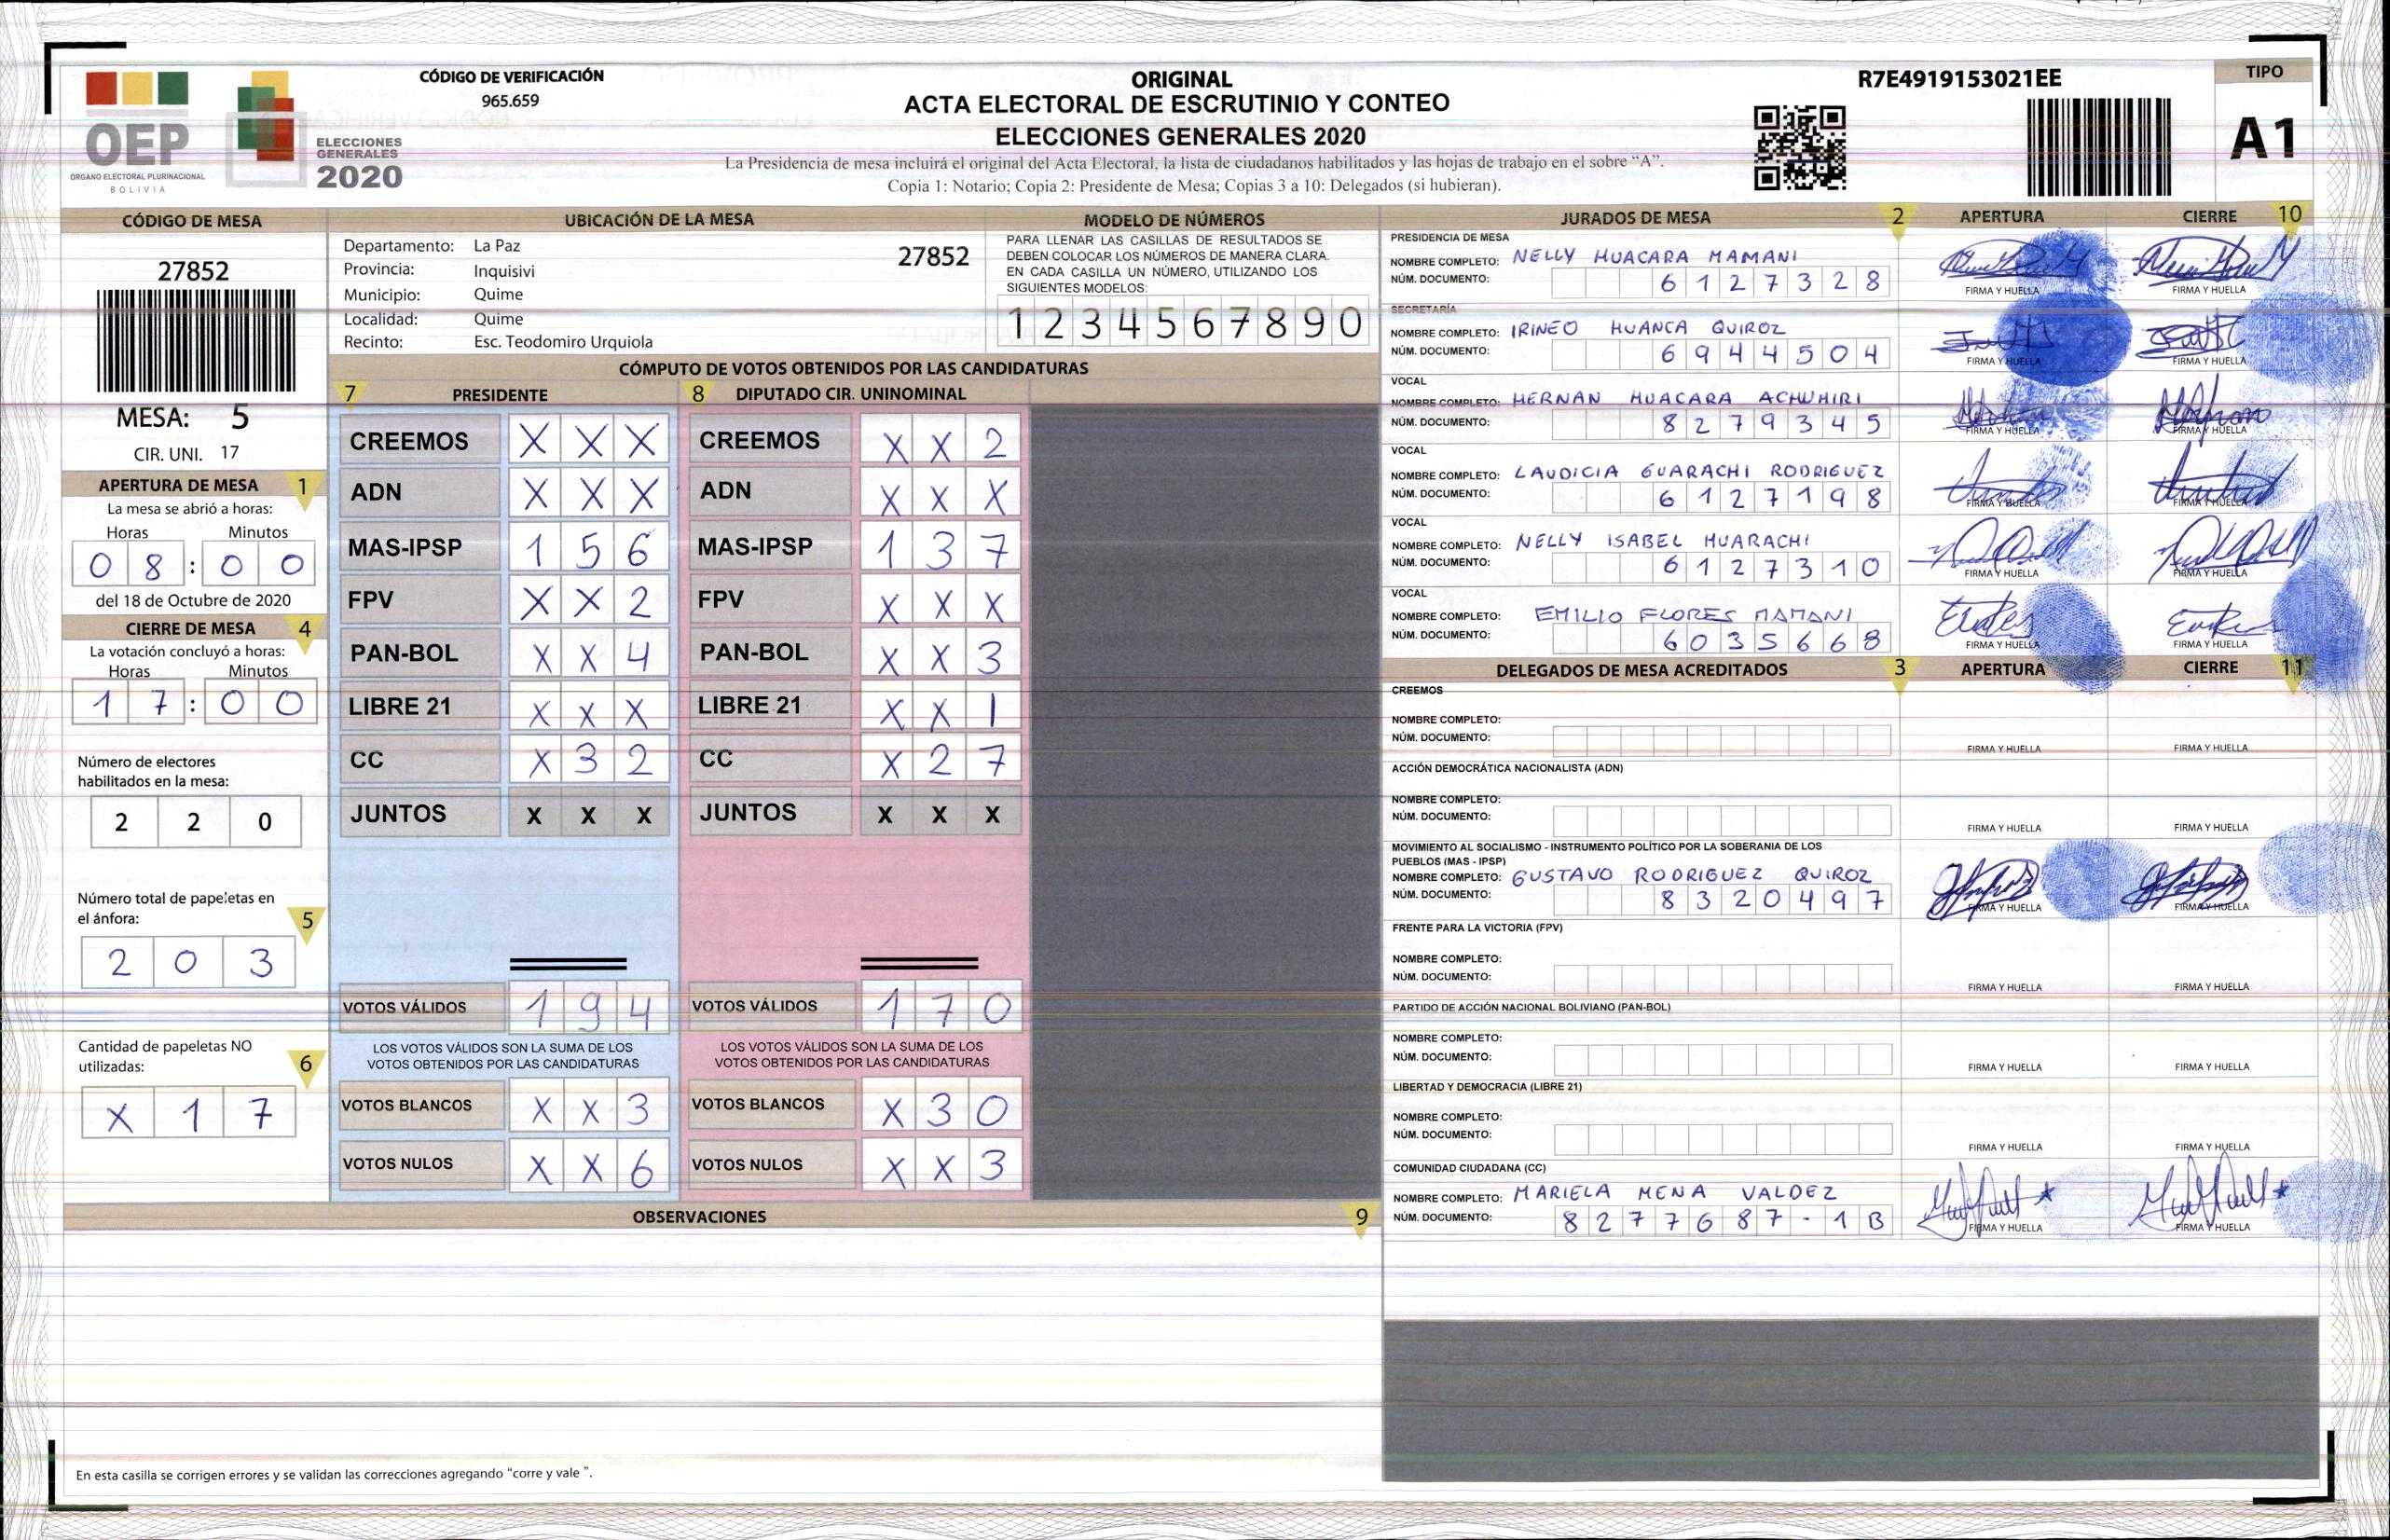 OEP
ÓRGANO ELECTORAL PLURINACIONAL
BOLIVIA
ELECCIONES
GENERALES
2020
CÓDIGO DE VERIFICACIÓN
965.659
ORIGINAL
ACTA ELECTORAL DE ESCRUTINIO Y CONTEO
ELECCIONES GENERALES 2020
La Presidencia de mesa incluirá el original del Acta Electoral, la lista de ciudadanos habilitados y las hojas de trabajo en el sobre “A”.
Copia 1: Notario; Copia 2: Presidente de Mesa; Copias 3 a 10: Delegados (si hubieran).
R7E4919153021EE
TIPO
A1
CÓDIGO DE MESA
27852
MESA: 5
CIR. UNI. 17
APERTURA DE MESA 1
La mesa se abrió a horas:
Horas Minutos
0 8 : 0 0
del 18 de Octubre de 2020
CIERRE DE MESA 4
La votación concluyó a horas:
Horas Minutos
1 7 : 0 0
Número de electores
habilitados en la mesa:
2 2 0
Número total de papeletas en
el ánfora: 5
2 0 3
Cantidad de papeletas NO
utilizadas: 6
X 1 7
UBICACIÓN DE LA MESA
Departamento: La Paz 27852
Provincia: Inquisivi
Municipio: Quime
Localidad: Quime
Recinto: Esc. Teodomiro Urquiola
MODELO DE NÚMEROS
PARA LLENAR LAS CASILLAS DE RESULTADOS SE
DEBEN COLOCAR LOS NÚMEROS DE MANERA CLARA.
EN CADA CASILLA UN NÚMERO, UTILIZANDO LOS
SIGUIENTES MODELOS:
1 2 3 4 5 6 7 8 9 0
CÓMPUTO DE VOTOS OBTENIDOS POR LAS CANDIDATURAS
7 PRESIDENTE 8 DIPUTADO CIR. UNINOMINAL
CREEMOS X X X CREEMOS X X 2
ADN X X X ADN X X X
MAS-IPSP 1 5 6 MAS-IPSP 1 3 7
FPV X X 2 FPV X X X
PAN-BOL X X 4 PAN-BOL X X 3
LIBRE 21 X X X LIBRE 21 X X 1
CC X 3 2 CC X 2 7
JUNTOS X X X JUNTOS X X X
VOTOS VÁLIDOS 1 9 4 VOTOS VÁLIDOS 1 7 0
LOS VOTOS VÁLIDOS SON LA SUMA DE LOS LOS VOTOS VÁLIDOS SON LA SUMA DE LOS
VOTOS OBTENIDOS POR LAS CANDIDATURAS VOTOS OBTENIDOS POR LAS CANDIDATURAS
VOTOS BLANCOS X X 3 VOTOS BLANCOS X 3 0
VOTOS NULOS X X 6 VOTOS NULOS X X 3
OBSERVACIONES 9
En esta casilla se corrigen errores y se validan las correcciones agregando “corre y vale ”.
JURADOS DE MESA 2 APERTURA CIERRE 10
PRESIDENCIA DE MESA
NOMBRE COMPLETO: NELLY HUACARA MAMANI
NÚM. DOCUMENTO: 6 1 2 7 3 2 8
FIRMA Y HUELLA FIRMA Y HUELLA
SECRETARÍA
NOMBRE COMPLETO: IRINEO HUANCA QUIROZ
NÚM. DOCUMENTO: 6 9 4 4 5 0 4
FIRMA Y HUELLA FIRMA Y HUELLA
VOCAL
NOMBRE COMPLETO: HERNAN HUACARA ACHUHIRI
NÚM. DOCUMENTO: 8 2 7 9 3 4 5
FIRMA Y HUELLA FIRMA Y HUELLA
VOCAL
NOMBRE COMPLETO: LAUDICIA GUARACHI RODRIGUEZ
NÚM. DOCUMENTO: 6 1 2 7 1 9 8
FIRMA Y HUELLA FIRMA Y HUELLA
VOCAL
NOMBRE COMPLETO: NELLY ISABEL HUARACHI
NÚM. DOCUMENTO: 6 1 2 7 3 1 0
FIRMA Y HUELLA FIRMA Y HUELLA
VOCAL
NOMBRE COMPLETO: EMILIO FLORES MAMANI
NÚM. DOCUMENTO: 6 0 3 5 6 6 8
FIRMA Y HUELLA FIRMA Y HUELLA
DELEGADOS DE MESA ACREDITADOS 3 APERTURA CIERRE 11
CREEMOS
NOMBRE COMPLETO:
NÚM. DOCUMENTO:
FIRMA Y HUELLA FIRMA Y HUELLA
ACCIÓN DEMOCRÁTICA NACIONALISTA (ADN)
NOMBRE COMPLETO:
NÚM. DOCUMENTO:
FIRMA Y HUELLA FIRMA Y HUELLA
MOVIMIENTO AL SOCIALISMO - INSTRUMENTO POLÍTICO POR LA SOBERANIA DE LOS
PUEBLOS (MAS - IPSP)
NOMBRE COMPLETO: GUSTAVO RODRIGUEZ QUIROZ
NÚM. DOCUMENTO: 8 3 2 0 4 9 7
FIRMA Y HUELLA FIRMA Y HUELLA
FRENTE PARA LA VICTORIA (FPV)
NOMBRE COMPLETO:
NÚM. DOCUMENTO:
FIRMA Y HUELLA FIRMA Y HUELLA
PARTIDO DE ACCIÓN NACIONAL BOLIVIANO (PAN-BOL)
NOMBRE COMPLETO:
NÚM. DOCUMENTO:
FIRMA Y HUELLA FIRMA Y HUELLA
LIBERTAD Y DEMOCRACIA (LIBRE 21)
NOMBRE COMPLETO:
NÚM. DOCUMENTO:
FIRMA Y HUELLA FIRMA Y HUELLA
COMUNIDAD CIUDADANA (CC)
NOMBRE COMPLETO: MARIELA MENA VALDEZ
NÚM. DOCUMENTO: 8 2 7 7 6 8 7 - 1 B
FIRMA Y HUELLA FIRMA Y HUELLA